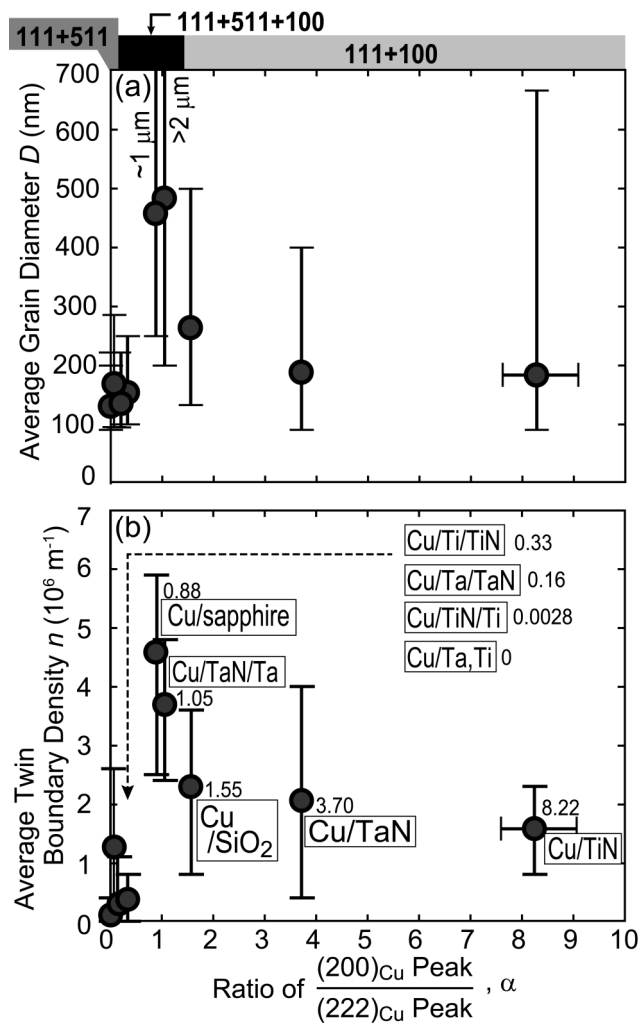 111+511+100
111+511
111+100
(a)
~1 μm
>2 μm
Average Grain Diameter D (nm)
700
600
500
400
300
200
100
0
(b)
Average Twin
Boundary Density n (10⁶ m⁻¹)
7
6
5
4
3
2
1
0
Cu/Ti/TiN 0.33
Cu/Ta/TaN 0.16
Cu/TiN/Ti 0.0028
Cu/Ta,Ti 0
0.88
Cu/sapphire
Cu/TaN/Ta
1.05
1.55
Cu
/SiO₂
3.70
Cu/TaN
8.22
Cu/TiN
0 1 2 3 4 5 6 7 8 9 10
Ratio of (200)Cu Peak / (222)Cu Peak , α